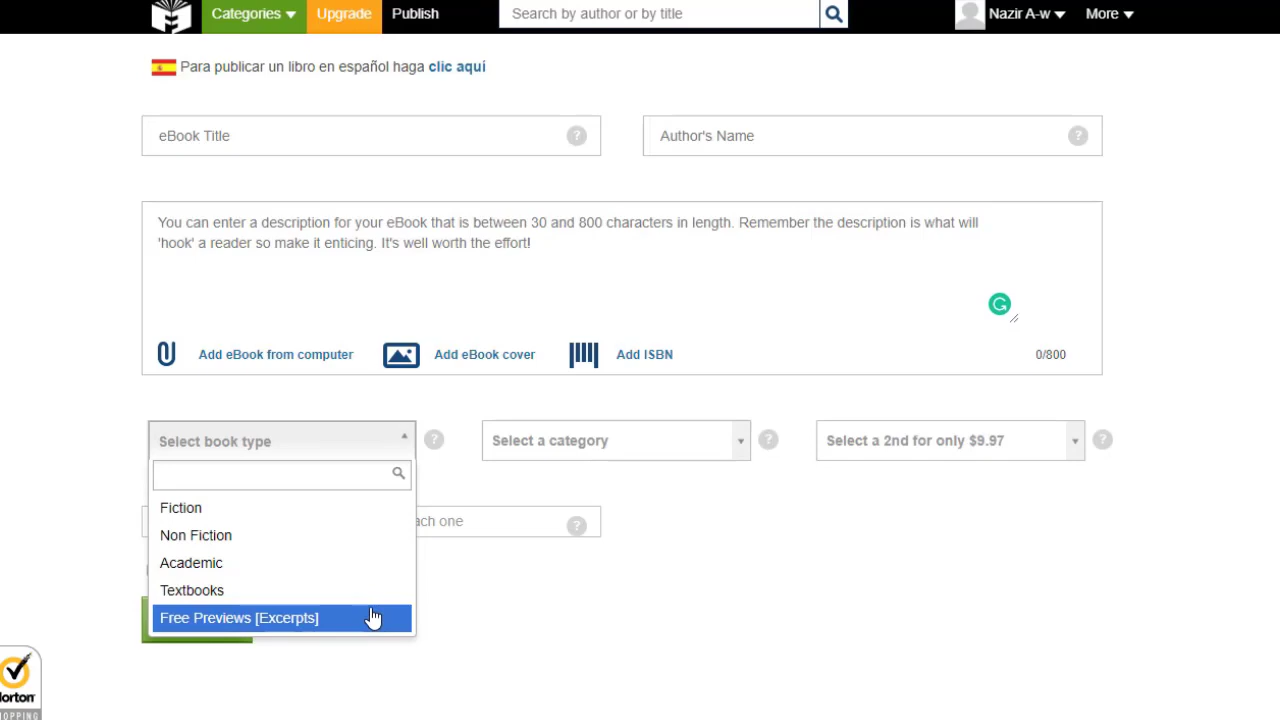 Categories Upgrade Publish Search by author or by title Nazir A-w More
Para publicar un libro en español haga clic aquí
eBook Title ? Author's Name ?
You can enter a description for your eBook that is between 30 and 800 characters in length. Remember the description is what will
'hook' a reader so make it enticing. It's well worth the effort!
Add eBook from computer Add eBook cover Add ISBN 0/800
Select book type ? Select a category ? Select a 2nd for only $9.97 ?
Fiction
ach one ?
Non Fiction
Academic
Textbooks
Free Previews [Excerpts]
Norton
SHOPPING